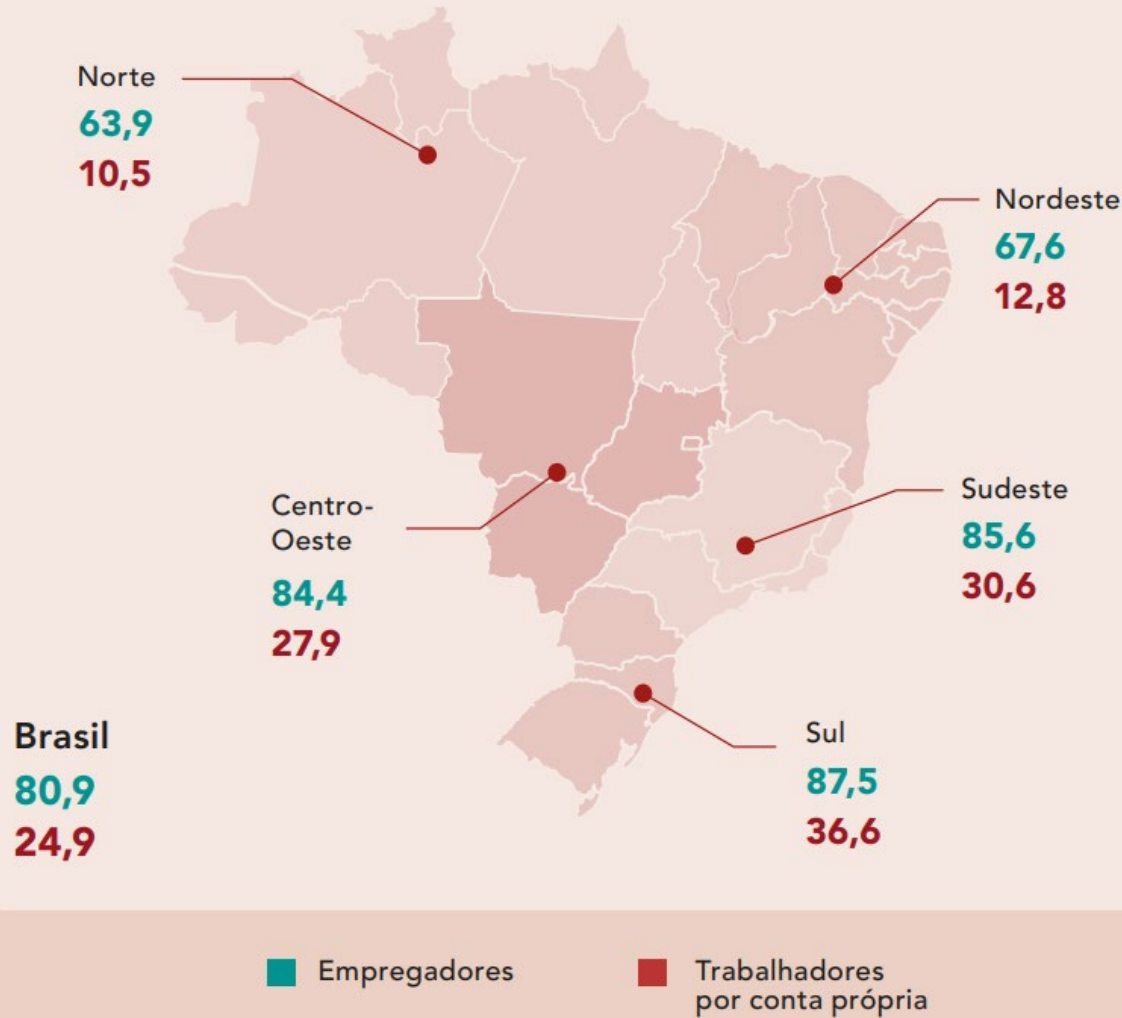 Norte
63,9
10,5
Nordeste
67,6
12,8
Centro-
Oeste
84,4
27,9
Sudeste
85,6
30,6
Brasil
80,9
24,9
Sul
87,5
36,6
Empregadores
Trabalhadores
por conta própria